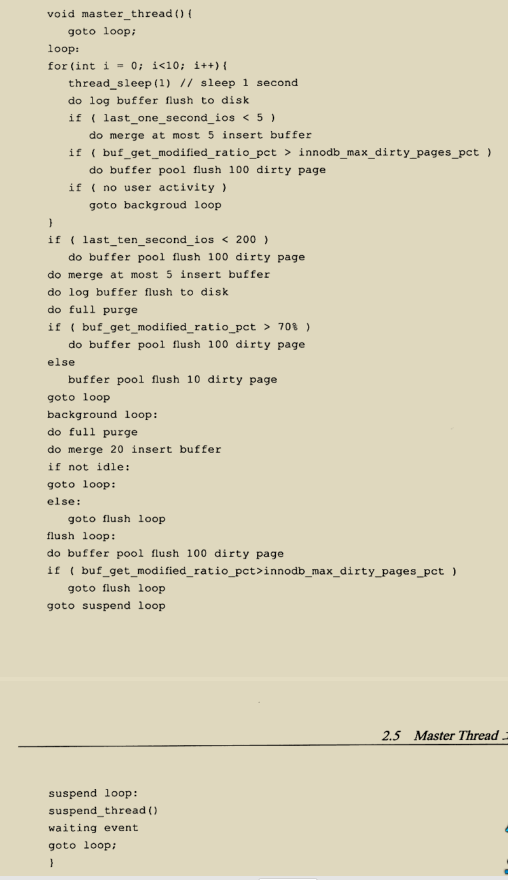 void master_thread(){
goto loop;
loop:
for(int i = 0; i<10; i++){
thread_sleep(1) // sleep 1 second
do log buffer flush to disk
if ( last_one_second_ios < 5 )
do merge at most 5 insert buffer
if ( buf_get_modified_ratio_pct > innodb_max_dirty_pages_pct )
do buffer pool flush 100 dirty page
if ( no user activity )
goto backgroud loop
}
if ( last_ten_second_ios < 200 )
do buffer pool flush 100 dirty page
do merge at most 5 insert buffer
do log buffer flush to disk
do full purge
if ( buf_get_modified_ratio_pct > 70% )
do buffer pool flush 100 dirty page
else
buffer pool flush 10 dirty page
goto loop
background loop:
do full purge
do merge 20 insert buffer
if not idle:
goto loop:
else:
goto flush loop
flush loop:
do buffer pool flush 100 dirty page
if ( buf_get_modified_ratio_pct>innodb_max_dirty_pages_pct )
goto flush loop
goto suspend loop
2.5 Master Thread
suspend loop:
suspend_thread()
waiting event
goto loop;
}